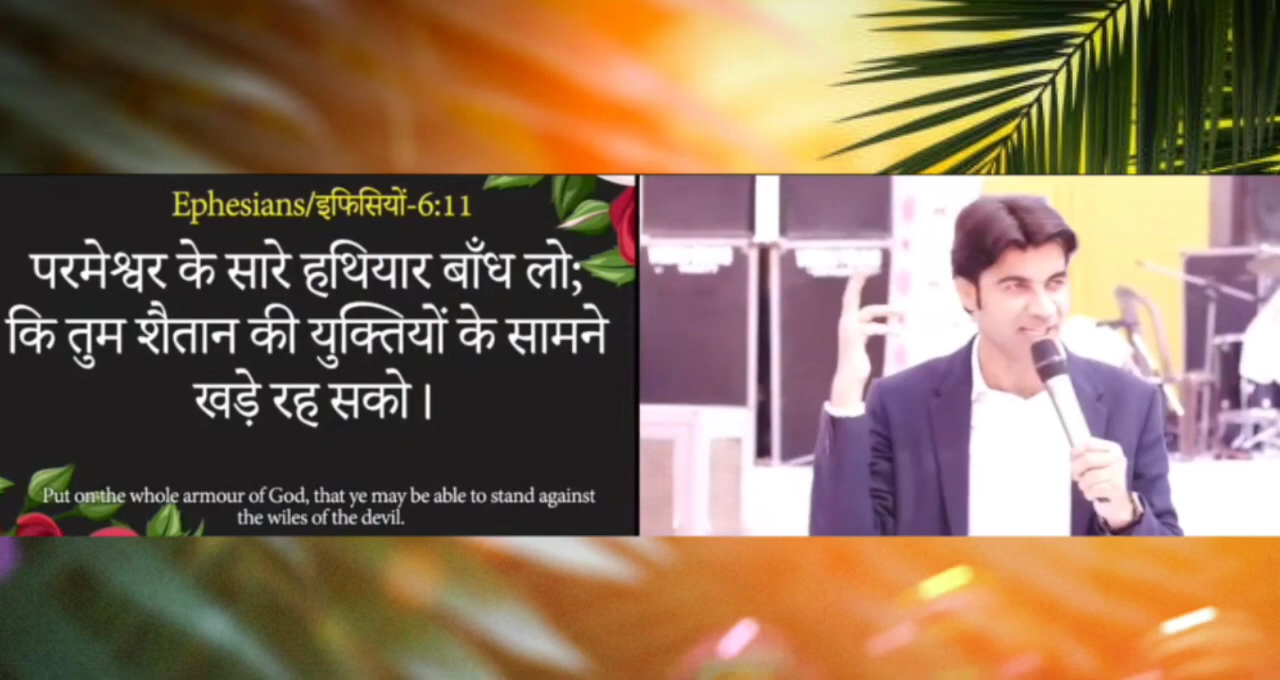 Ephesians/इफिसियों-6:11
परमेश्वर के सारे हथियार बाँध लो;
कि तुम शैतान की युक्तियों के सामने
खड़े रह सको।
Put on the whole armour of God, that ye may be able to stand against
the wiles of the devil.